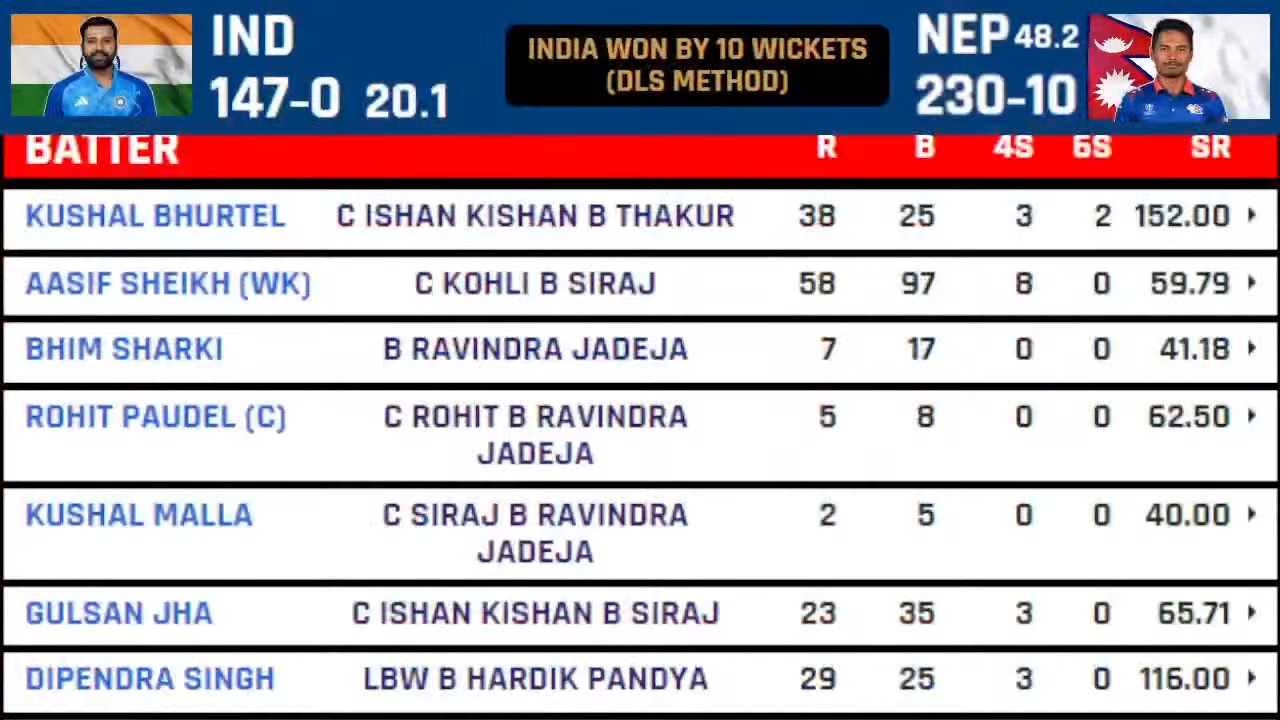 IND
147-0 20.1
INDIA WON BY 10 WICKETS
(DLS METHOD)
NEP 48.2
230-10
BATTER R B 4S 6S SR
KUSHAL BHURTEL C ISHAN KISHAN B THAKUR 38 25 3 2 152.00
AASIF SHEIKH (WK) C KOHLI B SIRAJ 58 97 8 0 59.79
BHIM SHARKI B RAVINDRA JADEJA 7 17 0 0 41.18
ROHIT PAUDEL (C) C ROHIT B RAVINDRA 5 8 0 0 62.50
JADEJA
KUSHAL MALLA C SIRAJ B RAVINDRA 2 5 0 0 40.00
JADEJA
GULSAN JHA C ISHAN KISHAN B SIRAJ 23 35 3 0 65.71
DIPENDRA SINGH LBW B HARDIK PANDYA 29 25 3 0 116.00